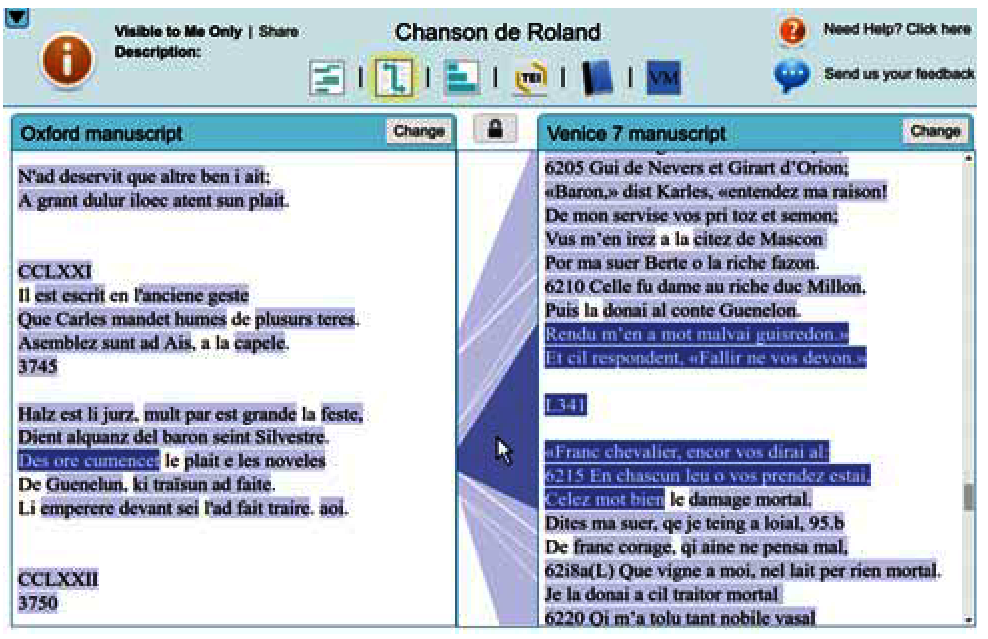 Visible to Me Only | Share
Description:
Chanson de Roland
TEI
VM
Need Help? Click here
Send us your feedback
Oxford manuscript
Change
N'ad deservit que altre ben i ait;
A grant dulur iloec atent sun plait.
CCLXXI
Il est escrit en l'anciene geste
Que Carles mandet humes de plusurs teres.
Asemblez sunt ad Ais, a la capele.
3745
Halz est li jurz, mult par est grande la feste,
Dient alquanz del baron seint Silvestre.
Des ore cumencet le plait e les noveles
De Guenelun, ki traïsun ad faite.
Li emperere devant sei l'ad fait traire. aoi.
CCLXXII
3750
Venice 7 manuscript
Change
6205 Gui de Nevers et Girart d'Orion;
«Baron,» dist Karles, «entendez ma raison!
De mon servise vos pri toz et semon;
Vus m'en irez a la citez de Mascon
Por ma suer Berte o la riche fazon.
6210 Celle fu dame au riche duc Millon,
Puis la donai al conte Guenelon.
Rendu m'en a mot malvai guisredon.»
Et cil respondent, «Fallir ne vos devon.»
L341
«Franc chevalier, encor vos dirai al:
6215 En chascun leu o vos prendez estai,
Celez mot bien le damage mortal.
Dites ma suer, qe je teing a loial, 95.b
De franc corage, qi aine ne pensa mal,
62i8a(L) Que vigne a moi, nel lait per rien mortal.
Je la donai a cil traitor mortal
6220 Qi m'a tolu tant nobile vasal